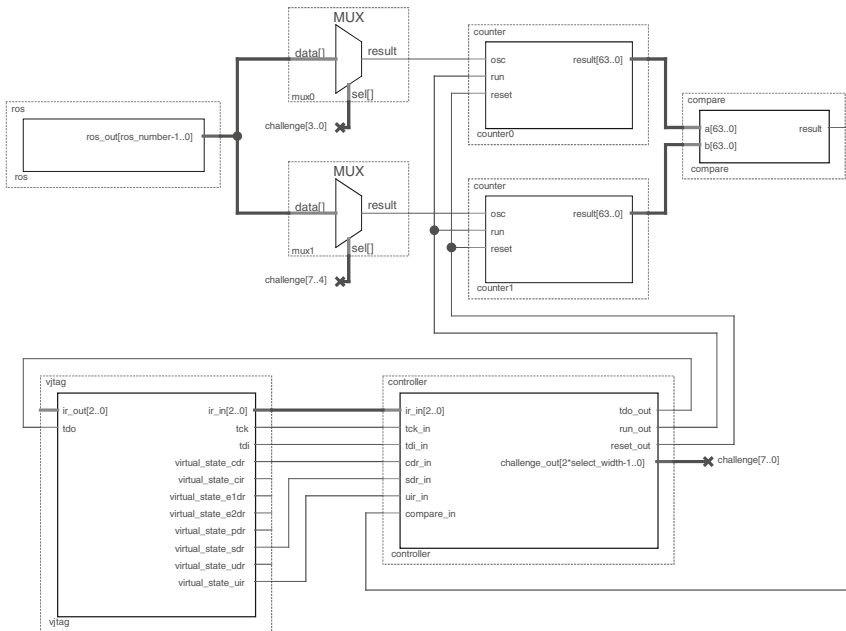 MUX
data[]
result
sel[]
mux0
challenge[3..0]
ros
ros_out[ros_number-1..0]
ros
MUX
data[]
result
sel[]
mux1
challenge[7..4]
counter
osc
result[63..0]
run
reset
counter0
counter
osc
result[63..0]
run
reset
counter1
compare
a[63..0]
result
b[63..0]
compare
vjtag
ir_out[2..0]
ir_in[2..0]
tdo
tck
tdi
virtual_state_cdr
virtual_state_cir
virtual_state_e1dr
virtual_state_e2dr
virtual_state_pdr
virtual_state_sdr
virtual_state_udr
virtual_state_uir
vjtag
controller
ir_in[2..0]
tdo_out
tck_in
run_out
tdi_in
reset_out
cdr_in
challenge_out[2*select_width-1..0]
challenge[7..0]
sdr_in
uir_in
compare_in
controller